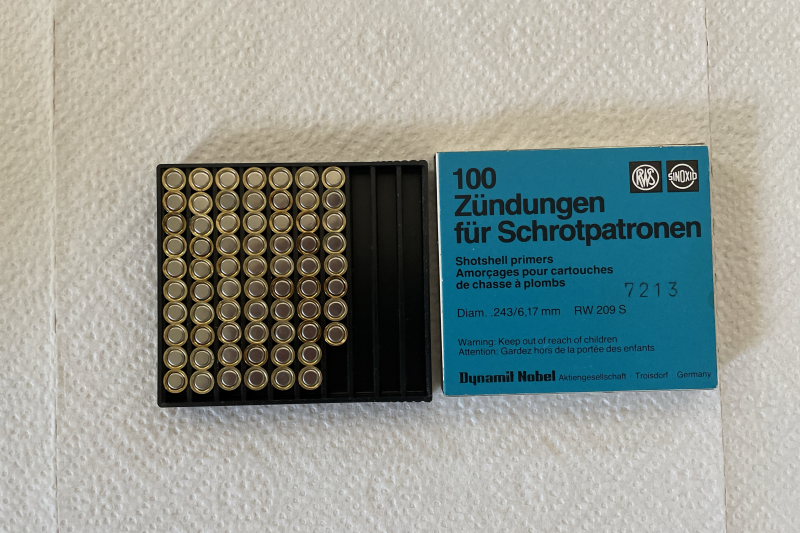 100
Zündungen
für Schrotpatronen
RWS
SINOXID
Shotshell primers
Amorçages pour cartouches
de chasse à plombs
7213
Diam. .243/6,17 mm RW 209 S
Warning: Keep out of reach of children
Attention: Gardez hors de la portée des enfants
Dynamit Nobel Aktiengesellschaft · Troisdorf · Germany